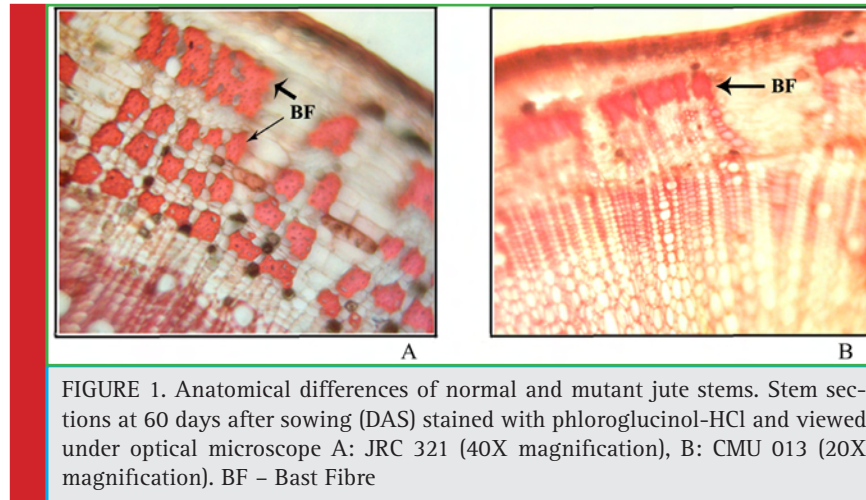 BF
BF
A
B
FIGURE 1. Anatomical differences of normal and mutant jute stems. Stem sec-
tions at 60 days after sowing (DAS) stained with phloroglucinol-HCl and viewed
under optical microscope A: JRC 321 (40X magnification), B: CMU 013 (20X
magnification). BF – Bast Fibre